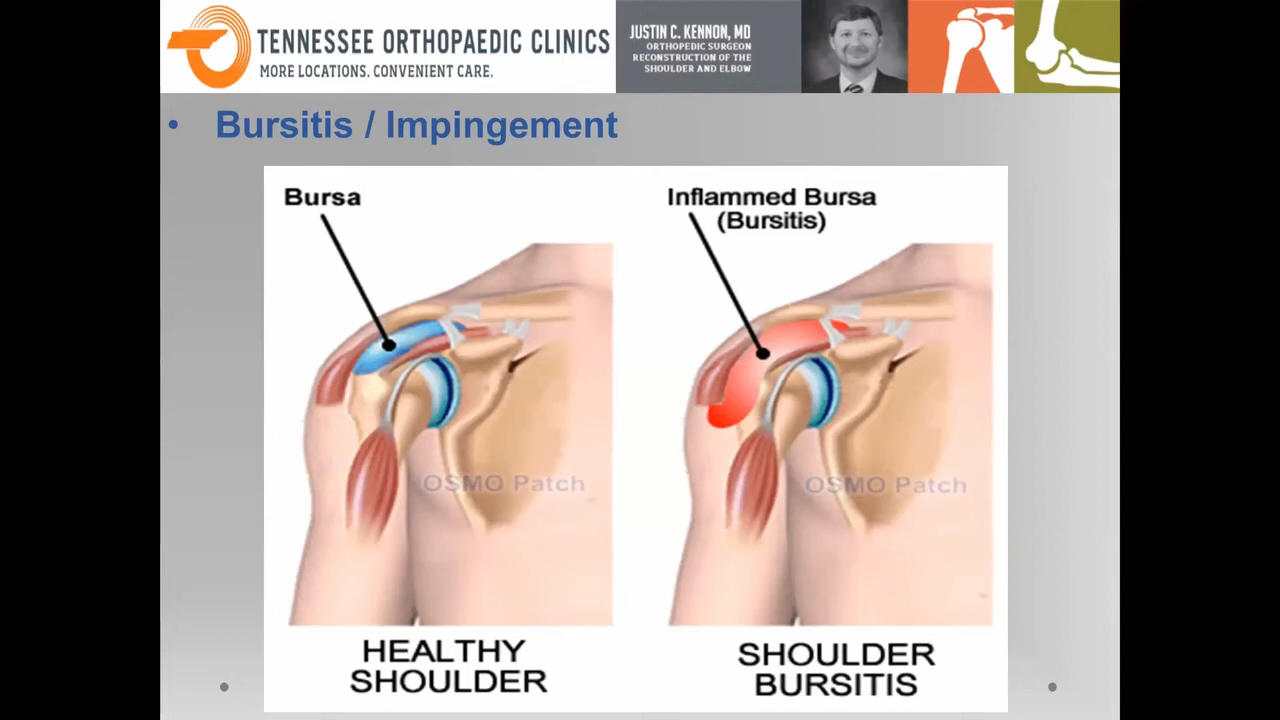 TENNESSEE ORTHOPAEDIC CLINICS
MORE LOCATIONS. CONVENIENT CARE.
JUSTIN C. KENNON, MD
ORTHOPEDIC SURGEON
RECONSTRUCTION OF THE
SHOULDER AND ELBOW
• Bursitis / Impingement
Bursa
Inflammed Bursa
(Bursitis)
OSMO Patch
OSMO Patch
HEALTHY
SHOULDER
SHOULDER
BURSITIS